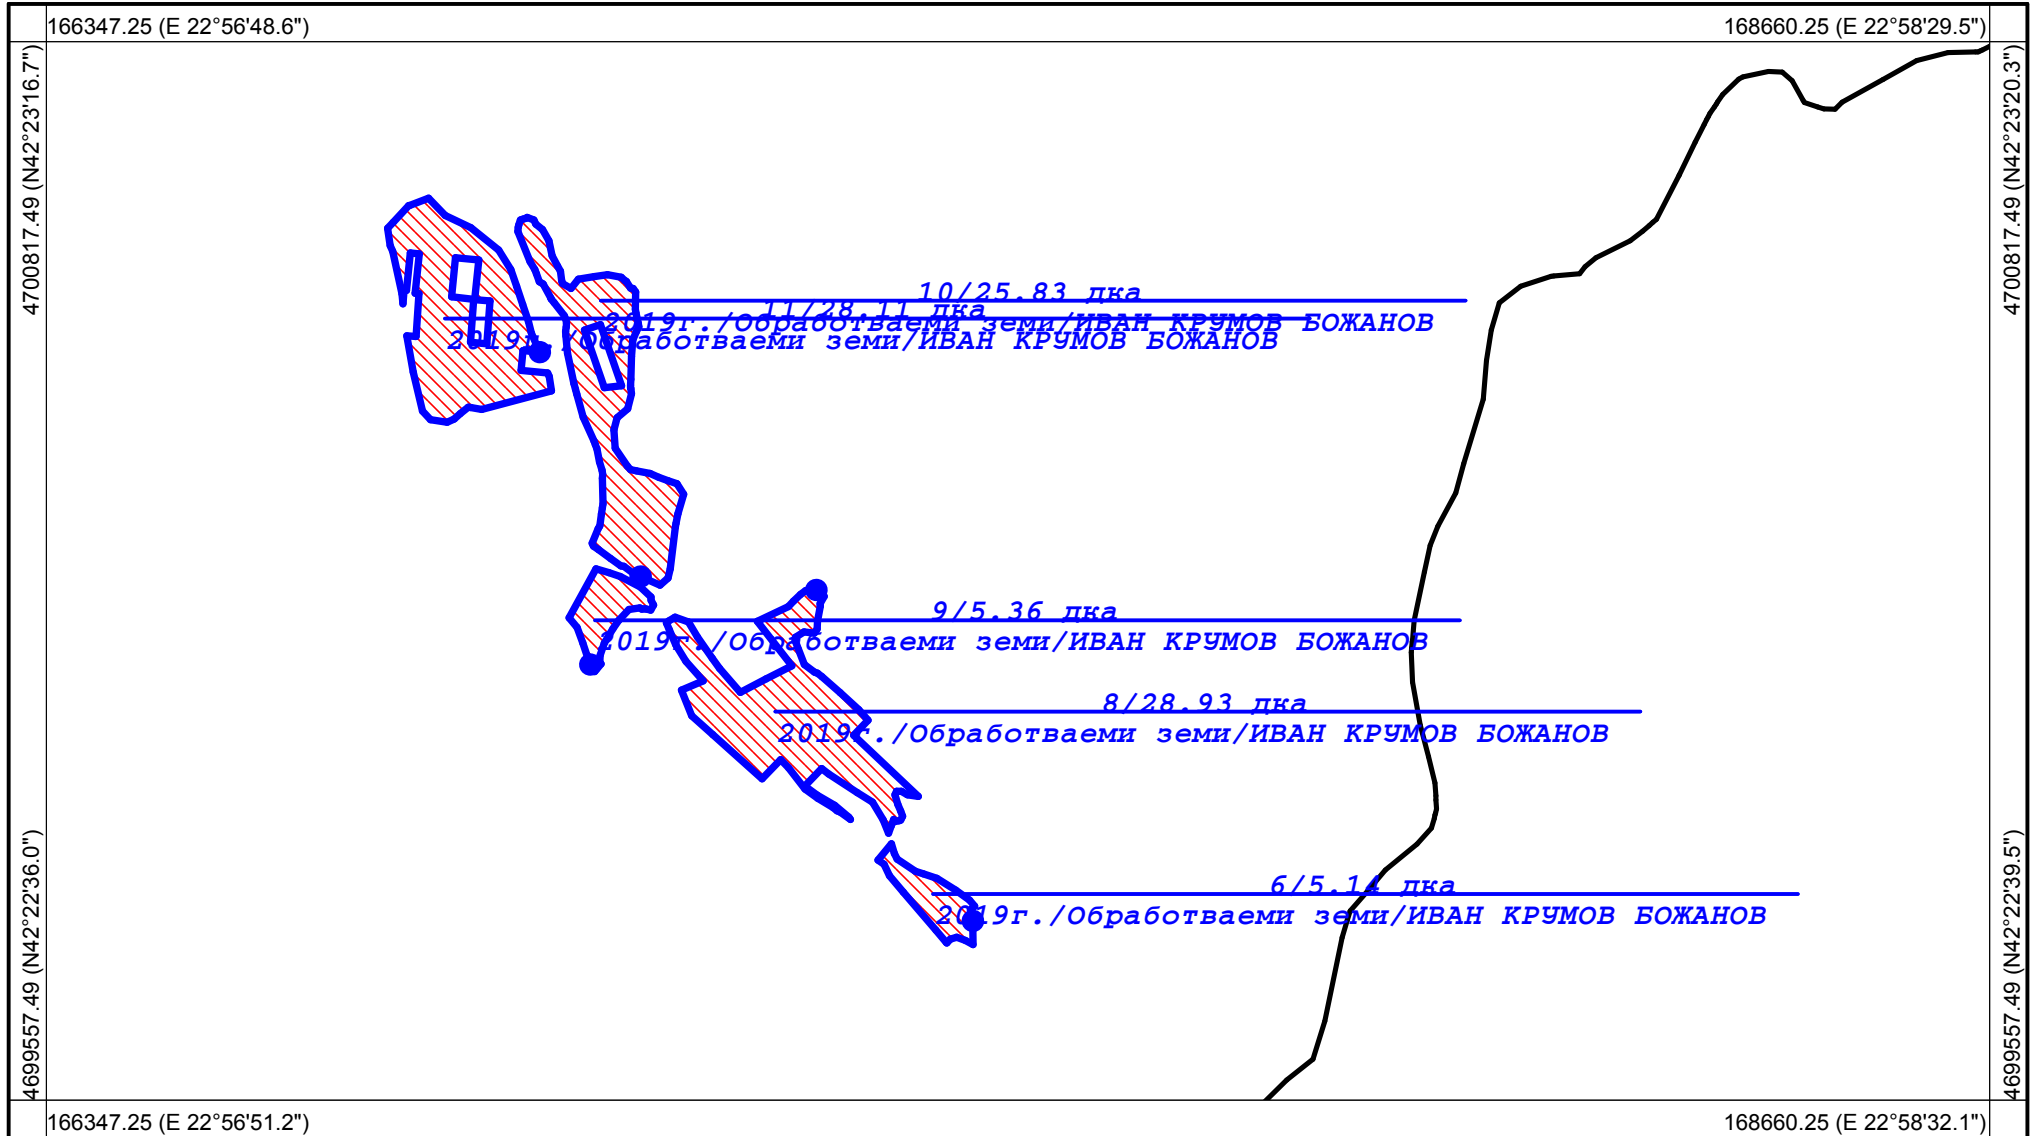 166347.25 (E 22°56'48.6")
168660.25 (E 22°58'29.5")
4700817.49 (N42°23'16.7")
4700817.49 (N42°23'20.3")
10/25.83 дка
2019г./Обработваеми земи/ИВАН КРУМОВ БОЖАНОВ
11/28.11 дка
2019г./Обработваеми земи/ИВАН КРУМОВ БОЖАНОВ
9/5.36 дка
2019г./Обработваеми земи/ИВАН КРУМОВ БОЖАНОВ
8/28.93 дка
2019г./Обработваеми земи/ИВАН КРУМОВ БОЖАНОВ
6/5.14 дка
2019г./Обработваеми земи/ИВАН КРУМОВ БОЖАНОВ
4699557.49 (N42°22'36.0")
4699557.49 (N42°22'39.5")
166347.25 (E 22°56'51.2")
168660.25 (E 22°58'32.1")